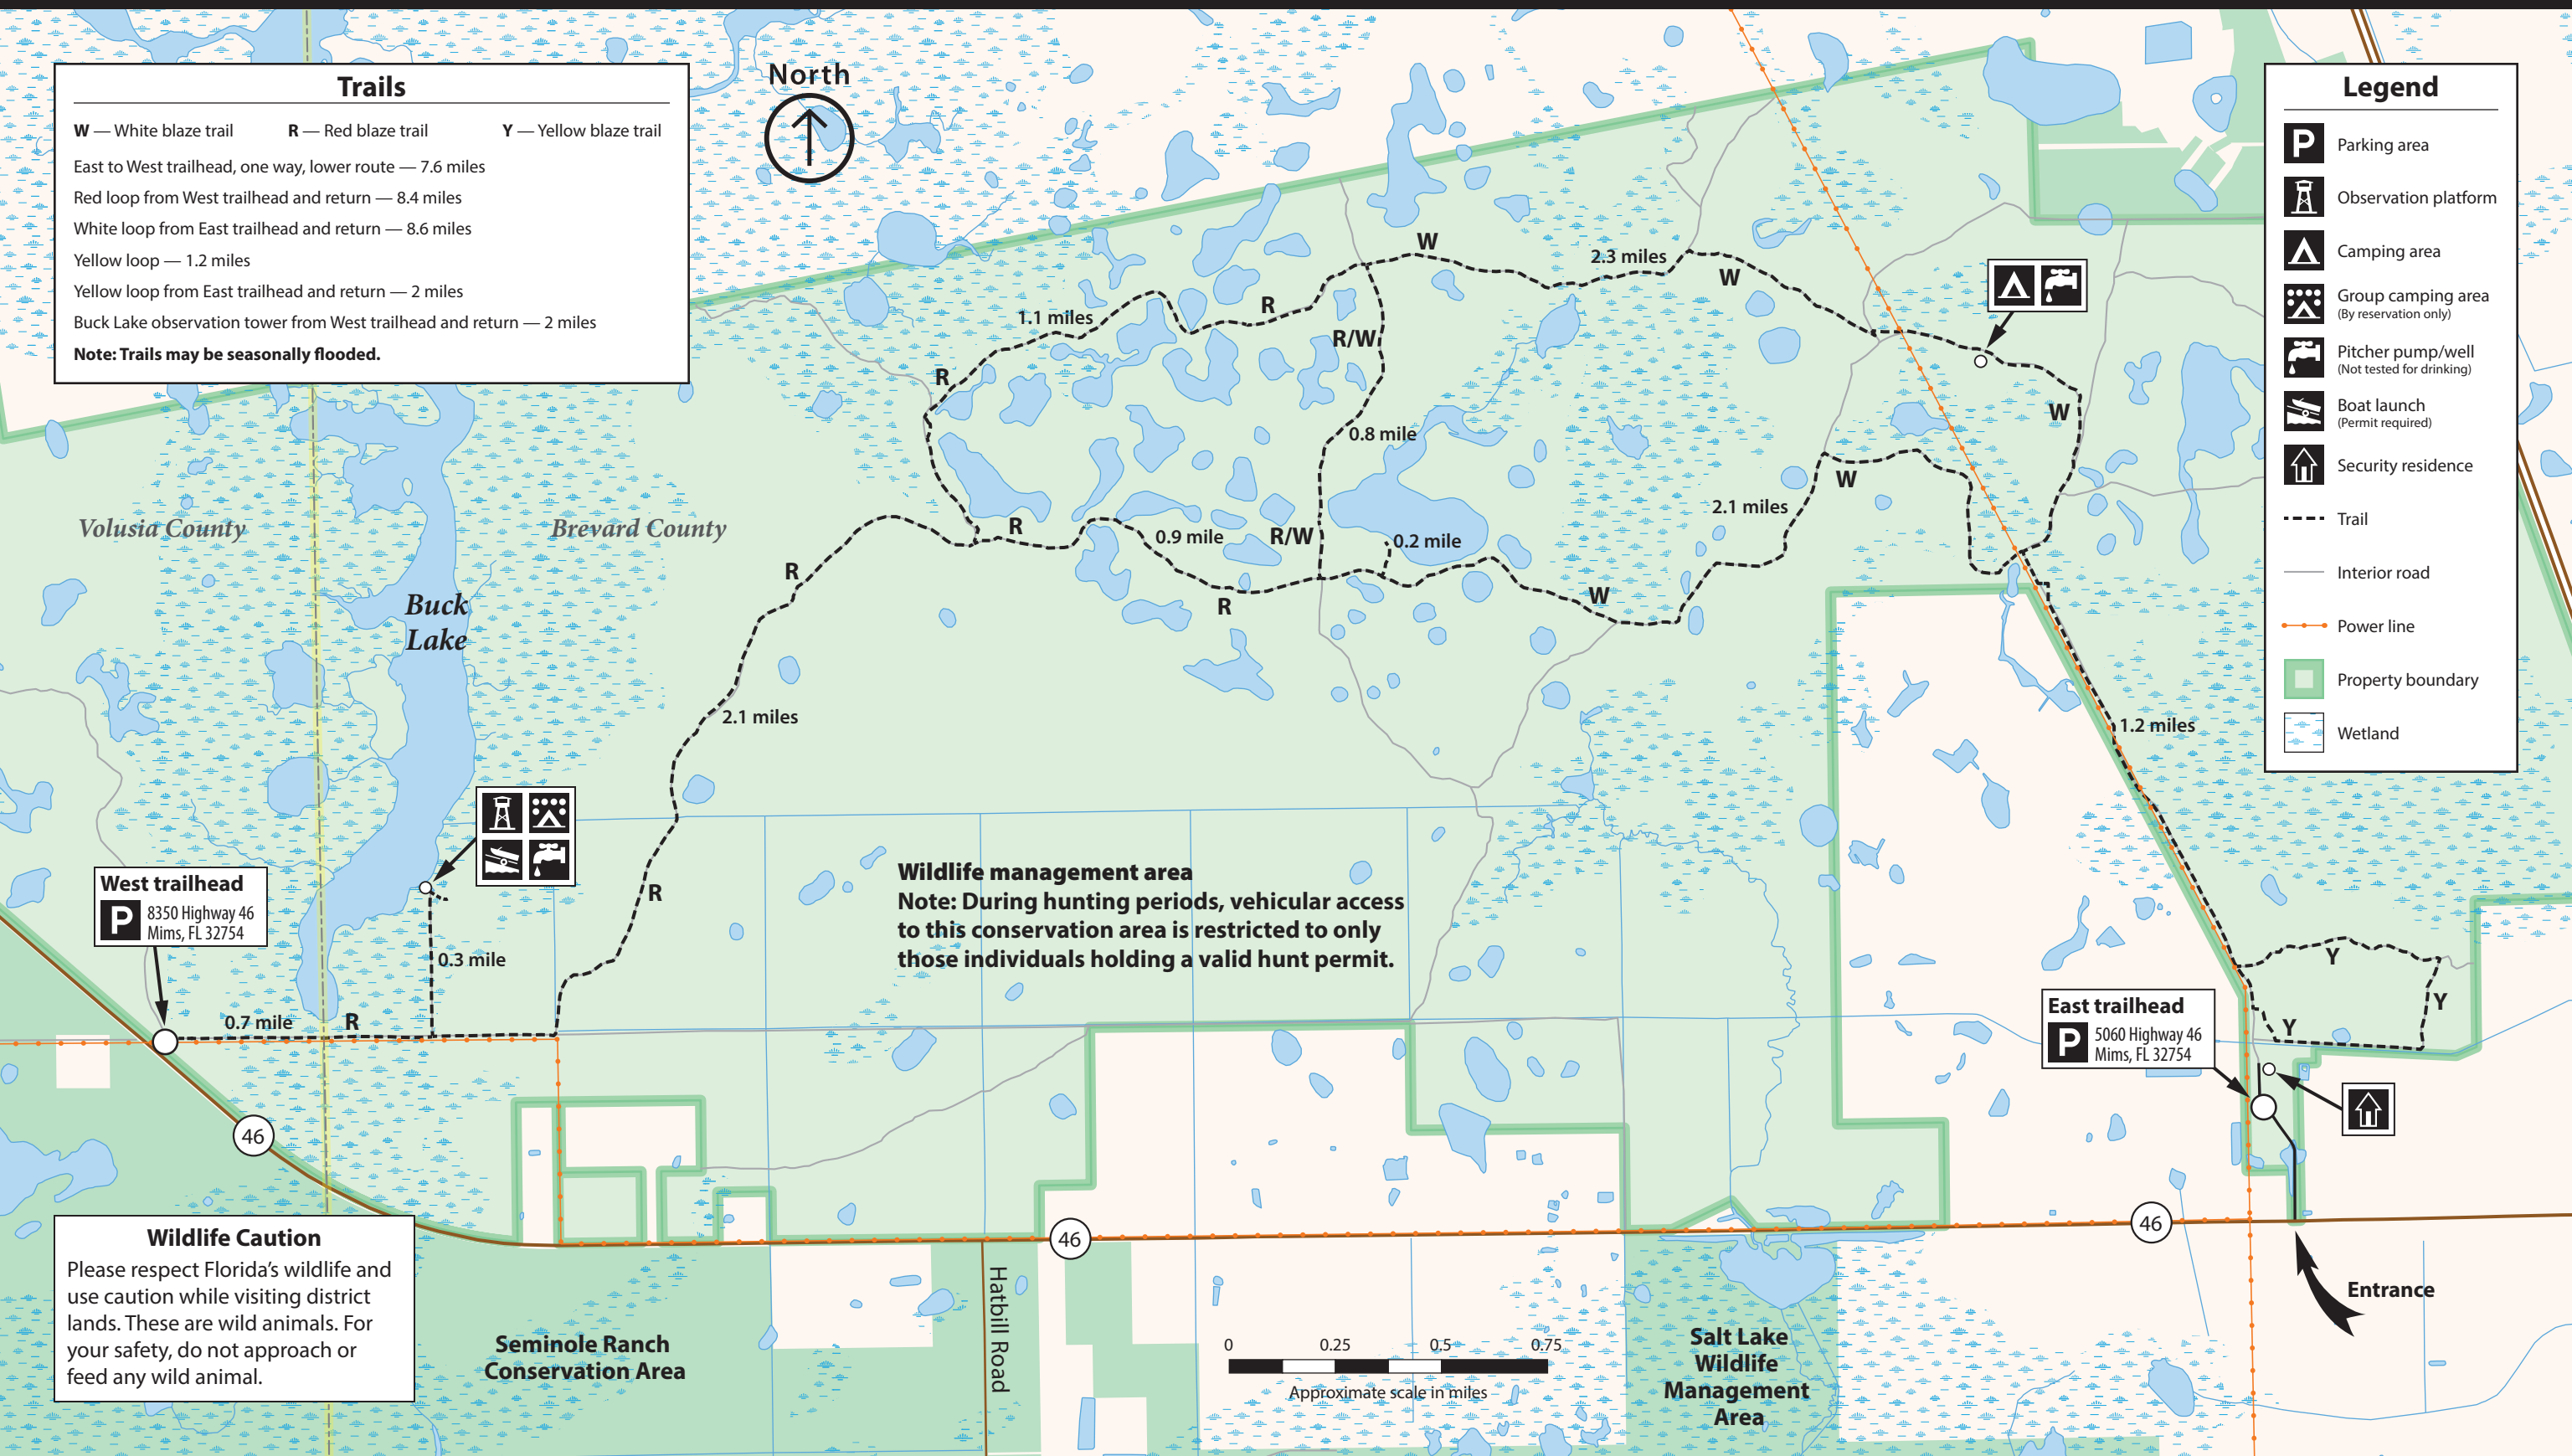 Trails
W — White blaze trail
R — Red blaze trail
Y — Yellow blaze trail
East to West trailhead, one way, lower route — 7.6 miles
Red loop from West trailhead and return — 8.4 miles
White loop from East trailhead and return — 8.6 miles
Yellow loop — 1.2 miles
Yellow loop from East trailhead and return — 2 miles
Buck Lake observation tower from West trailhead and return — 2 miles
Note: Trails may be seasonally flooded.
North
Legend
P
Parking area
Observation platform
Camping area
Group camping area
(By reservation only)
Pitcher pump/well
(Not tested for drinking)
Boat launch
(Permit required)
Security residence
Trail
Interior road
Power line
Property boundary
Wetland
W
2.3 miles
W
R
1.1 miles
R/W
R
W
0.8 mile
W
2.1 miles
Volusia County
Brevard County
R
0.9 mile
R/W
0.2 mile
R
W
R
Buck
Lake
2.1 miles
1.2 miles
R
Wildlife management area
Note: During hunting periods, vehicular access
to this conservation area is restricted to only
those individuals holding a valid hunt permit.
West trailhead
P
8350 Highway 46
Mims, FL 32754
0.3 mile
0.7 mile
R
Y
Y
Y
East trailhead
P
5060 Highway 46
Mims, FL 32754
46
46
46
Wildlife Caution
Please respect Florida's wildlife and
use caution while visiting district
lands. These are wild animals. For
your safety, do not approach or
feed any wild animal.
Seminole Ranch
Conservation Area
Hatbill Road
0
0.25
0.5
0.75
Approximate scale in miles
Salt Lake
Wildlife
Management
Area
Entrance